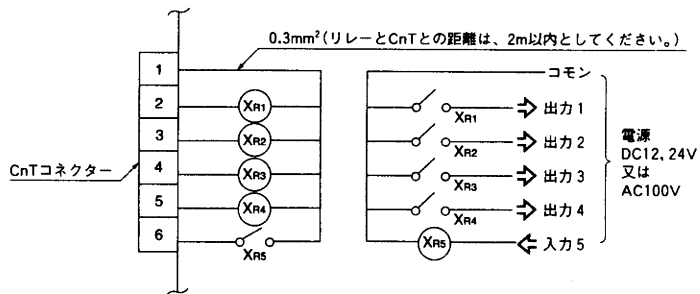 0.3mm²(リレーとCnTとの距離は、2m以内としてください。)
1
2
3
4
5
6
CnTコネクター
XR1
XR2
XR3
XR4
XR5
コモン
XR1
出力1
XR2
出力2
XR3
出力3
XR4
出力4
XR5
入力5
電源
DC12, 24V
又は
AC100V